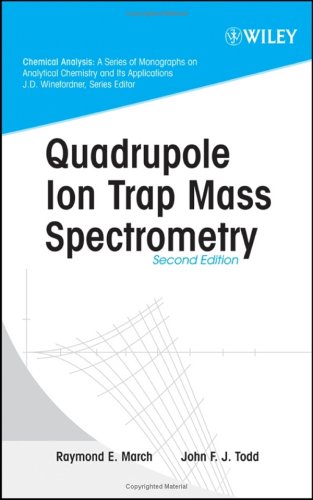 WILEY
Chemical Analysis: A Series of Monographs on
Analytical Chemistry and Its Applications
J.D. Winefordner, Series Editor
Quadrupole
Ion Trap Mass
Spectrometry
Second Edition
Raymond E. March John F. J. Todd